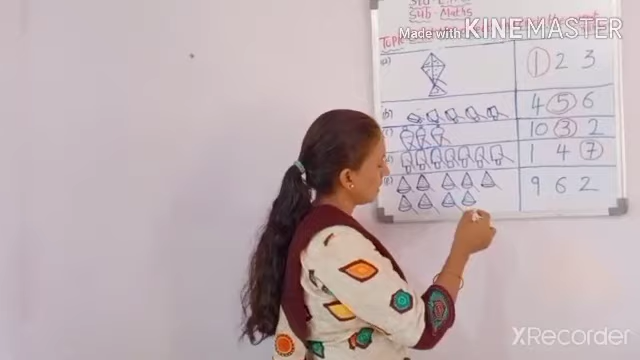 Sub- Maths
Made with KINEMASTER
Topic
(a) 1 2 3
(b) 4 5 6
(c) 10 3 2
(d) 1 4 7
(e) 9 6 2
XRecorder